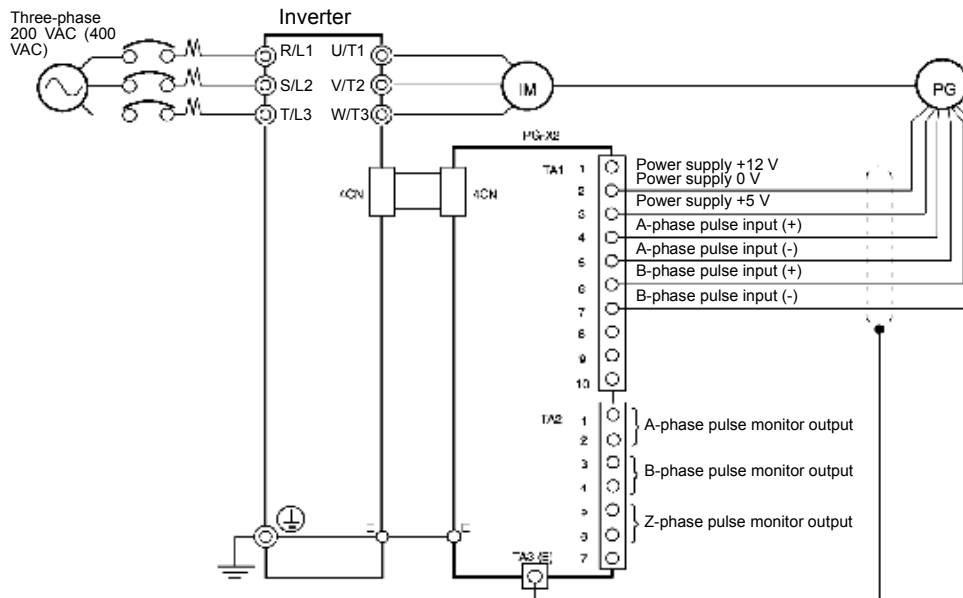 Three-phase
200 VAC (400
VAC)
Inverter
R/L1 U/T1
S/L2 V/T2
T/L3 W/T3
IM
PG
PG-X2
4CN
4CN
TA1
1 Power supply +12 V
2 Power supply 0 V
3 Power supply +5 V
4 A-phase pulse input (+)
5 A-phase pulse input (-)
6 B-phase pulse input (+)
7 B-phase pulse input (-)
8
9
10
TA2
1
2
A-phase pulse monitor output
3
4
B-phase pulse monitor output
5
6
Z-phase pulse monitor output
7
TA3 (E)